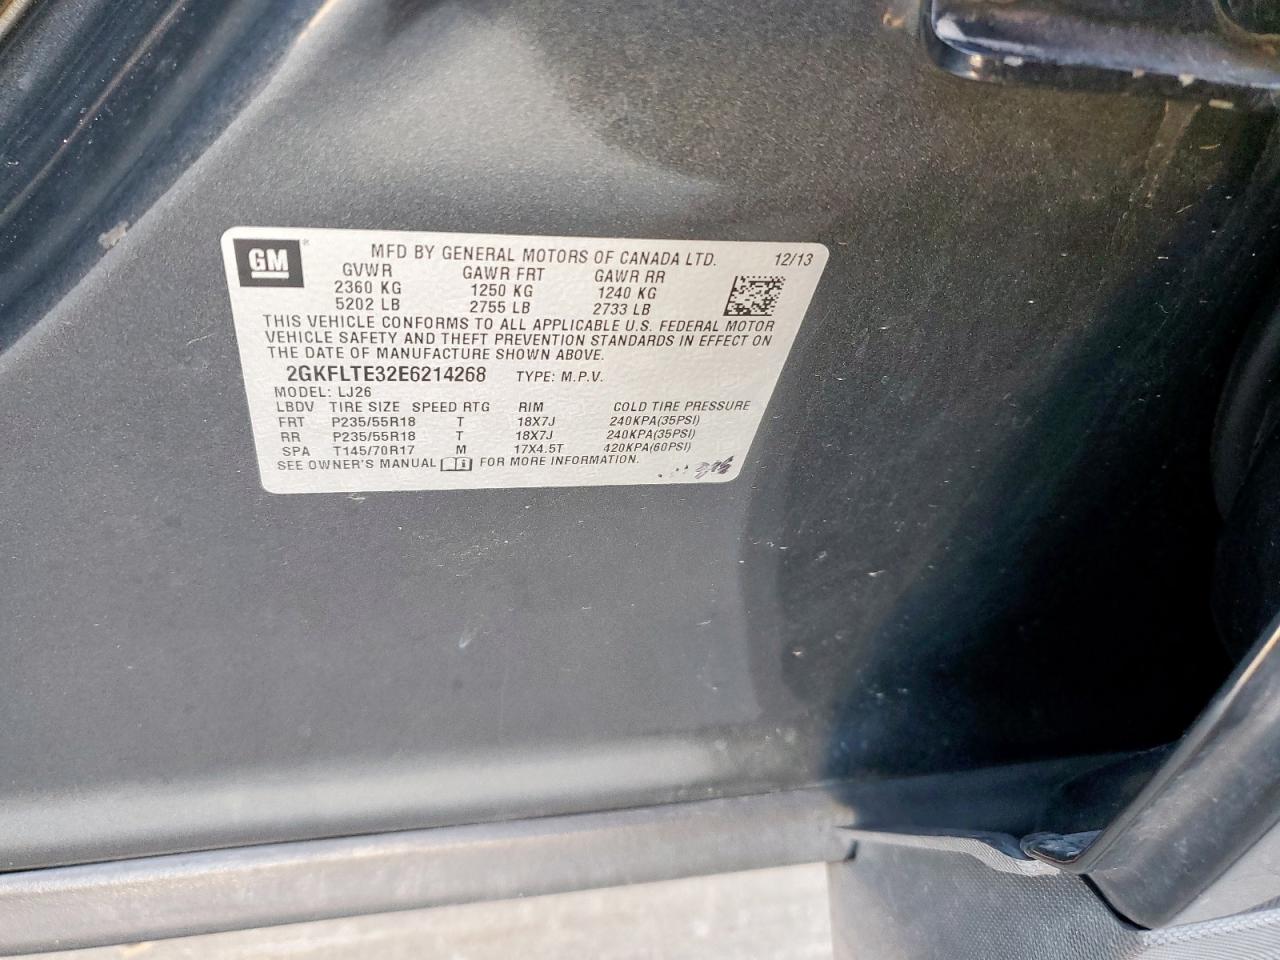 GM ® MFD BY GENERAL MOTORS OF CANADA LTD. 12/13
GVWR GAWR FRT GAWR RR
2360 KG 1250 KG 1240 KG
5202 LB 2755 LB 2733 LB
THIS VEHICLE CONFORMS TO ALL APPLICABLE U.S. FEDERAL MOTOR
VEHICLE SAFETY AND THEFT PREVENTION STANDARDS IN EFFECT ON
THE DATE OF MANUFACTURE SHOWN ABOVE.
2GKFLTE32E6214268 TYPE: M.P.V.
MODEL: LJ26
LBDV TIRE SIZE SPEED RTG RIM COLD TIRE PRESSURE
FRT P235/55R18 T 18X7J 240KPA(35PSI)
RR P235/55R18 T 18X7J 240KPA(35PSI)
SPA T145/70R17 M 17X4.5T 420KPA(60PSI)
SEE OWNER'S MANUAL FOR MORE INFORMATION.